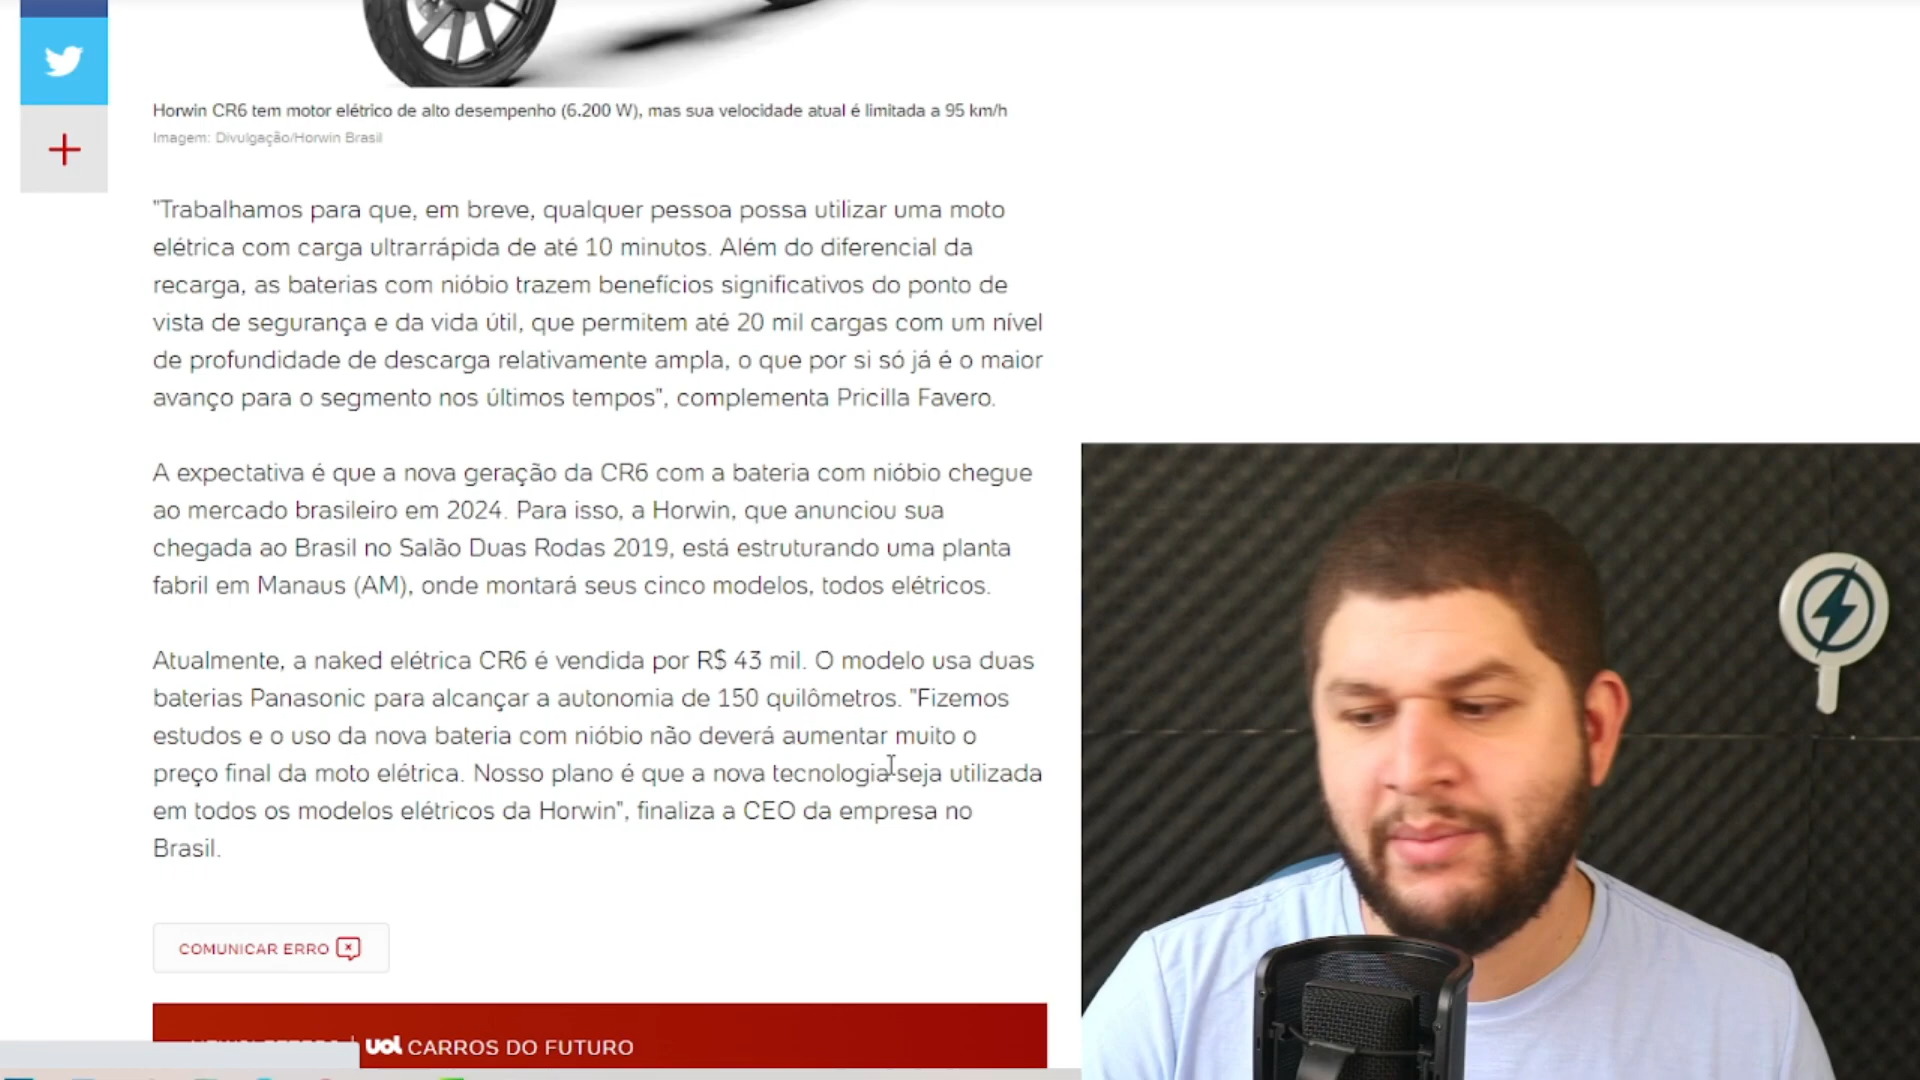 Horwin CR6 tem motor elétrico de alto desempenho (6.200 W), mas sua velocidade atual é limitada a 95 km/h
Imagem: Divulgação/Horwin Brasil
"Trabalhamos para que, em breve, qualquer pessoa possa utilizar uma moto
elétrica com carga ultrarrápida de até 10 minutos. Além do diferencial da
recarga, as baterias com nióbio trazem benefícios significativos do ponto de
vista de segurança e da vida útil, que permitem até 20 mil cargas com um nível
de profundidade de descarga relativamente ampla, o que por si só já é o maior
avanço para o segmento nos últimos tempos", complementa Pricilla Favero.
A expectativa é que a nova geração da CR6 com a bateria com nióbio chegue
ao mercado brasileiro em 2024. Para isso, a Horwin, que anunciou sua
chegada ao Brasil no Salão Duas Rodas 2019, está estruturando uma planta
fabril em Manaus (AM), onde montará seus cinco modelos, todos elétricos.
Atualmente, a naked elétrica CR6 é vendida por R$ 43 mil. O modelo usa duas
baterias Panasonic para alcançar a autonomia de 150 quilômetros. "Fizemos
estudos e o uso da nova bateria com nióbio não deverá aumentar muito o
preço final da moto elétrica. Nosso plano é que a nova tecnologia seja utilizada
em todos os modelos elétricos da Horwin", finaliza a CEO da empresa no
Brasil.
COMUNICAR ERRO
uol CARROS DO FUTURO